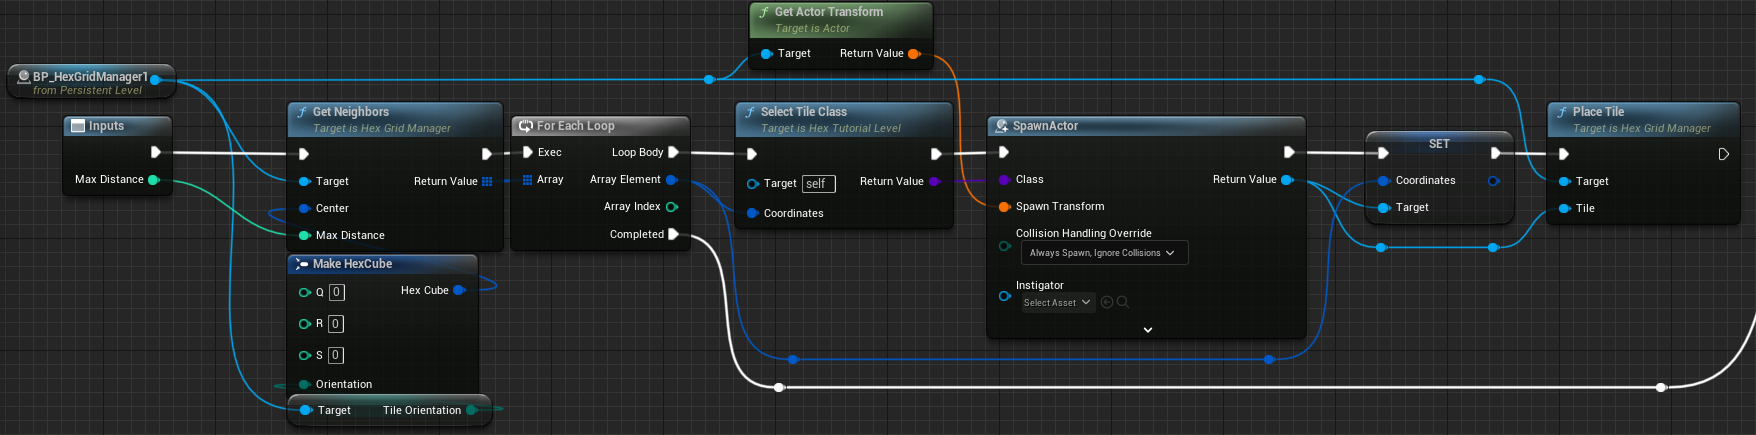 Get Actor Transform
Target is Actor
Target Return Value
BP_HexGridManager1
from Persistent Level
Inputs
Max Distance
Get Neighbors
Target is Hex Grid Manager
Target Return Value
Center
Max Distance
For Each Loop
Exec Loop Body
Array Array Element
Array Index
Completed
Select Tile Class
Target is Hex Tutorial Level
Target self Return Value
Coordinates
SpawnActor
Class Return Value
Spawn Transform
Collision Handling Override
Always Spawn, Ignore Collisions
Instigator
Select Asset
SET
Coordinates
Target
Place Tile
Target is Hex Grid Manager
Target
Tile
Make HexCube
Q 0 Hex Cube
R 0
S 0
Orientation
Target Tile Orientation